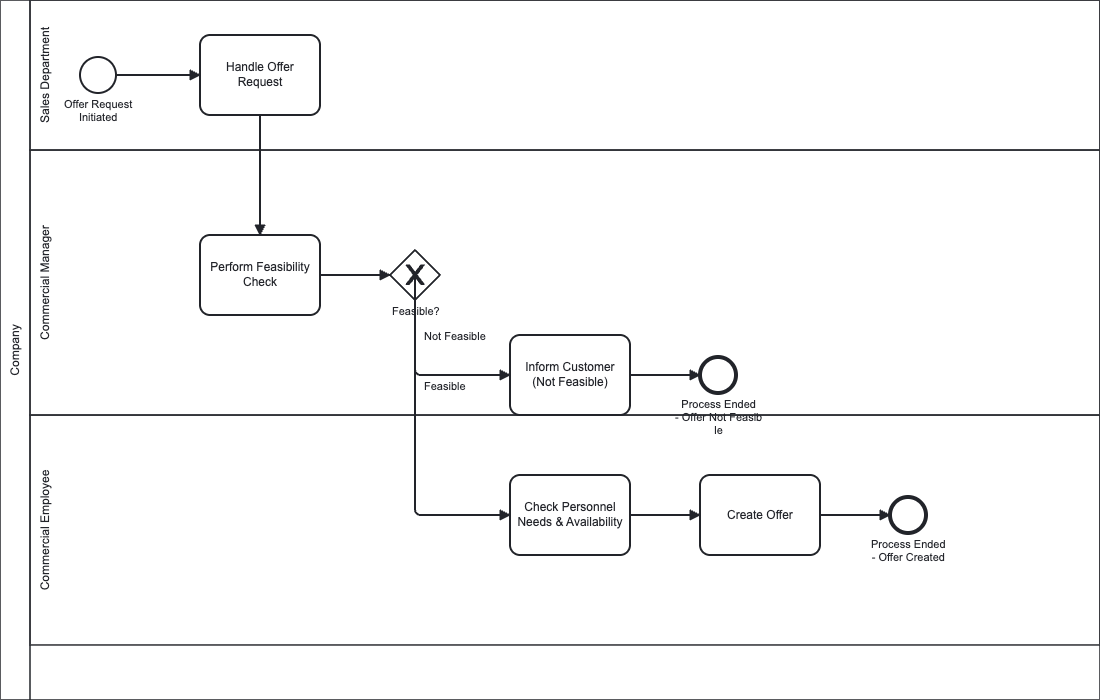 Company
Sales Department
Offer Request
Initiated
Handle Offer
Request
Commercial Manager
Perform Feasibility
Check
Feasible?
Not Feasible
Feasible
Inform Customer
(Not Feasible)
Process Ended
- Offer Not Feasib
le
Commercial Employee
Check Personnel
Needs & Availability
Create Offer
Process Ended
- Offer Created